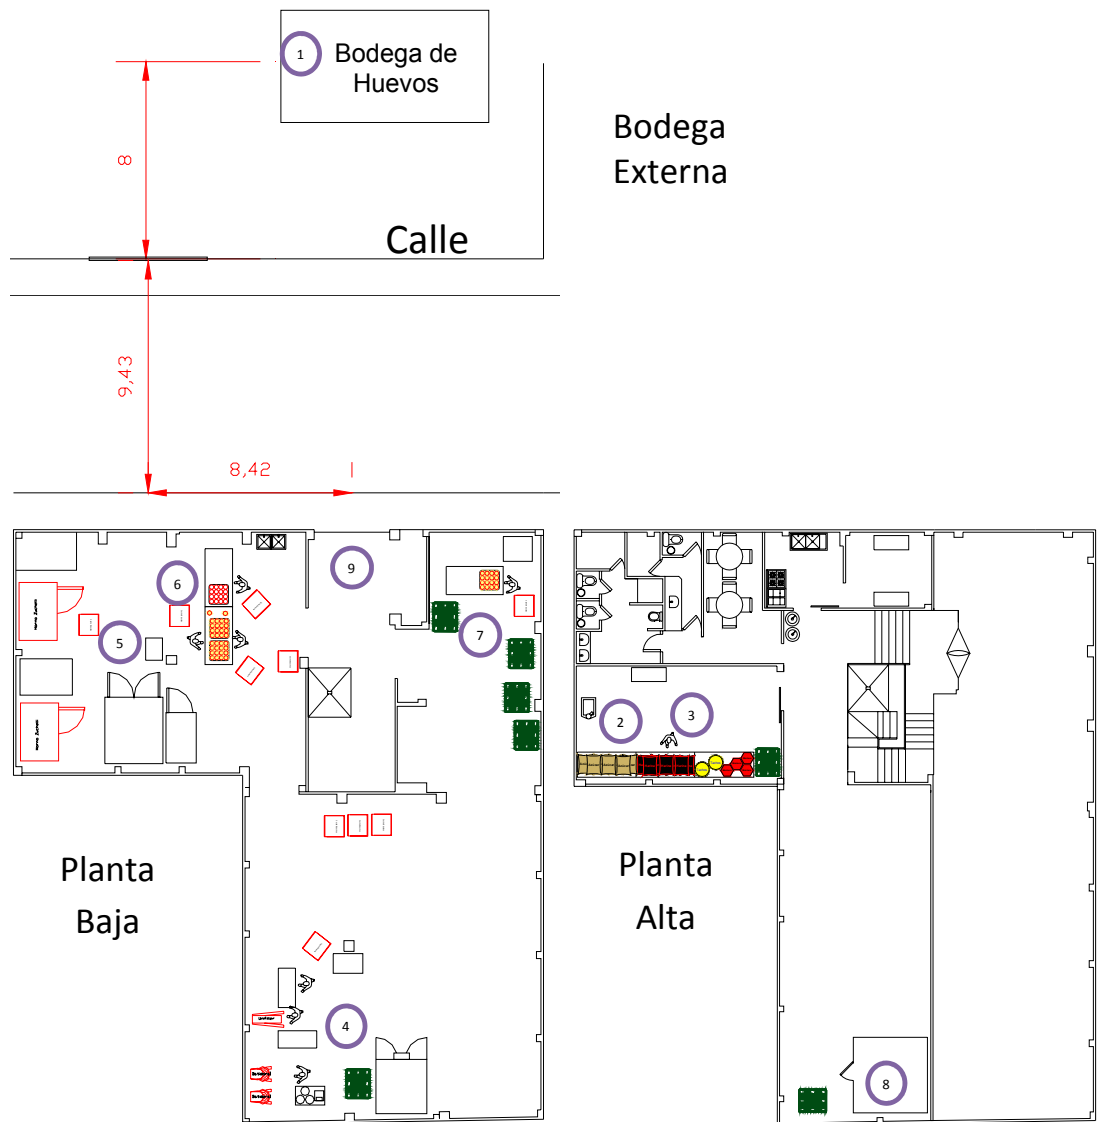 1
Bodega de
Huevos
Bodega
Externa
8
Calle
9,43
8,42
6
9
5
7
2
3
Planta
Baja
Planta
Alta
4
8